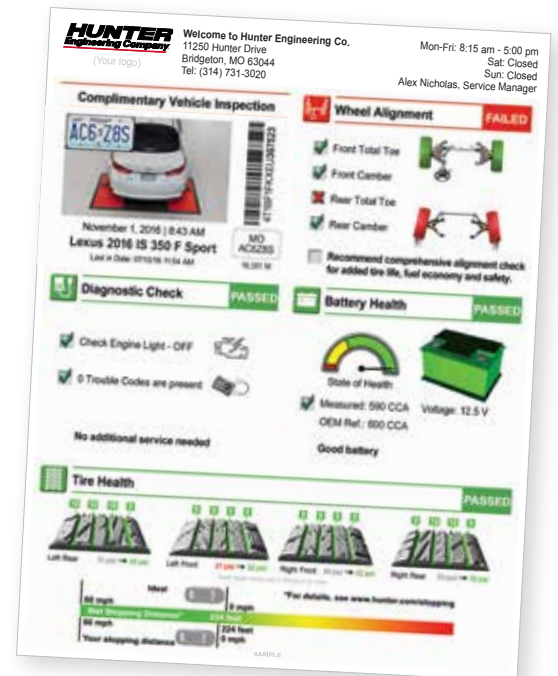 HUNTER
Engineering Company
(Your logo)
Welcome to Hunter Engineering Co.
11250 Hunter Drive
Bridgeton, MO 63044
Tel: (314) 731-3020
Mon-Fri: 8:15 am - 5:00 pm
Sat: Closed
Sun: Closed
Alex Nicholas, Service Manager
Complimentary Vehicle Inspection
November 1, 2016 | 8:43 AM
Lexus 2016 IS 350 F Sport
MO
Wheel Alignment
FAILED
Front Total Toe
Front Camber
Rear Total Toe
Rear Camber
Recommend comprehensive alignment check
for added tire life, fuel economy and safety.
Diagnostic Check
PASSED
Check Engine Light - OFF
0 Trouble Codes are present
No additional service needed
Battery Health
PASSED
State of Health
Measured: 590 CCA
OEM Ref.: 600 CCA
Voltage: 12.5 V
Good battery
Tire Health
PASSED
Left Rear
Left Front
Right Front
Right Rear
Ideal
60 mph
0 mph
*For details, see www.hunter.com/stopping
Wet Stopping Distance*
224 feet
60 mph
0 mph
Your stopping distance
SAMPLE